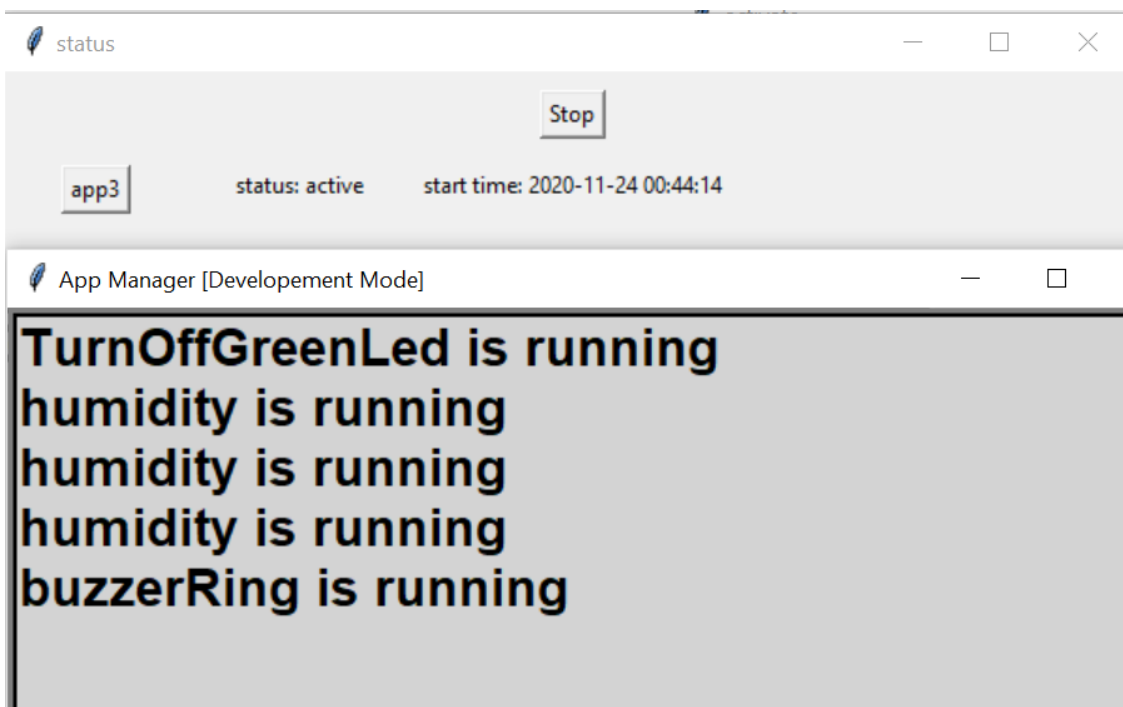 status
Stop
app3 status: active start time: 2020-11-24 00:44:14
App Manager [Developement Mode]
TurnOffGreenLed is running
humidity is running
humidity is running
humidity is running
buzzerRing is running